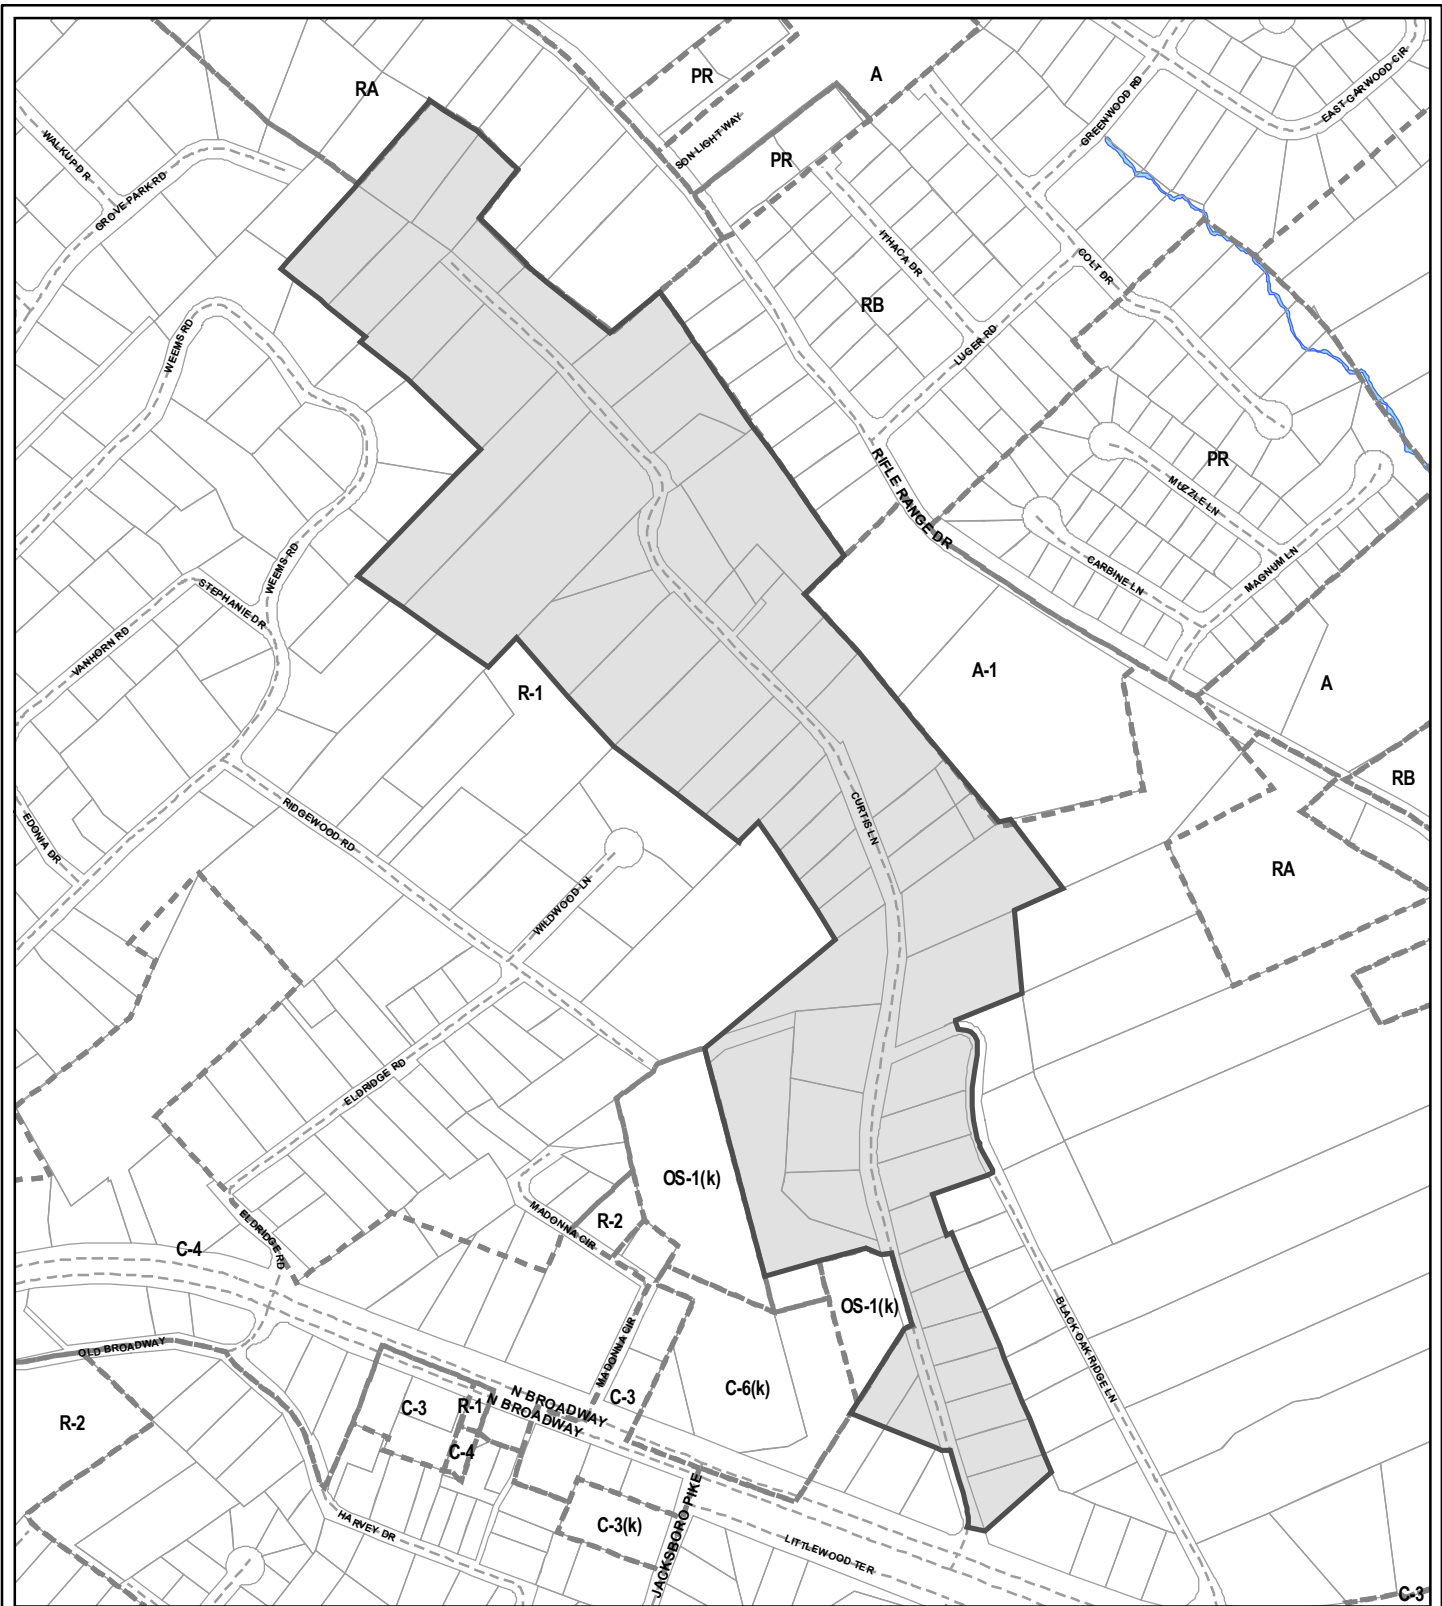 RA
PR
A
EAST GARWOOD CIR
GREENWOOD RD
SON LIGHT WAY
PR
WALKUP DR
GROVE PARK RD
ITHACA DR
COLT DR
RB
LUGER RD
WEEMS RD
RIFLE RANGE DR
PR
MUZZLE LN
CARBINE LN
MAGNUM LN
WEEMS RD
STEPHANIE DR
VANHORN RD
R-1
A-1
A
RB
CURTIS LN
RIDGEWOOD RD
EDONIA DR
RA
WILDWOOD LN
ELDRIDGE RD
OS-1(k)
R-2
MADONNA CIR
ELDRIDGE RD
C-4
OS-1(k)
BLACK OAK RIDGE LN
OLD BROADWAY
MADONNA CIR
C-6(k)
C-3
N BROADWAY
N BROADWAY
R-1
C-3
R-2
C-4
C-3(k)
JACKSBORO PIKE
HARVEY DR
LITTLEWOOD TER
C-3